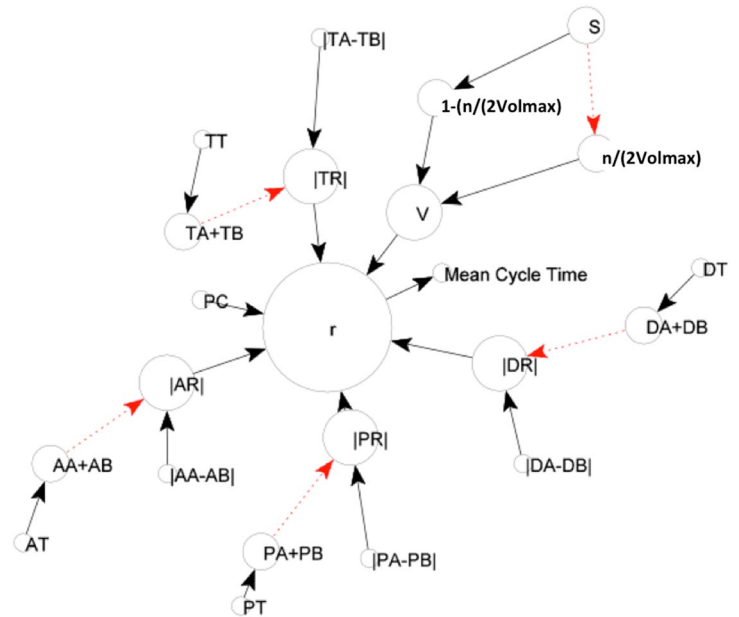 S
|TA-TB|
1-(n/(2Volmax)
TT
n/(2Volmax)
|TR|
V
TA+TB
Mean Cycle Time
DT
PC
r
DA+DB
|DR|
|AR|
|PR|
AA+AB
|AA-AB|
|DA-DB|
AT
PA+PB
|PA-PB|
PT